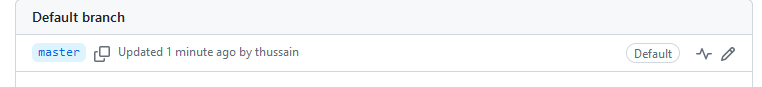 Default branch
master Updated 1 minute ago by thussain Default